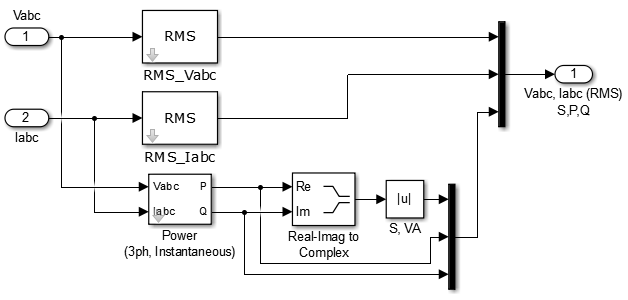 Vabc
1
RMS
RMS_Vabc
2
Iabc
RMS
RMS_Iabc
1
Vabc, Iabc (RMS)
S,P,Q
Vabc
P
Iabc
Q
Power
(3ph, Instantaneous)
Re
Im
Real-Imag to
Complex
|u|
S, VA